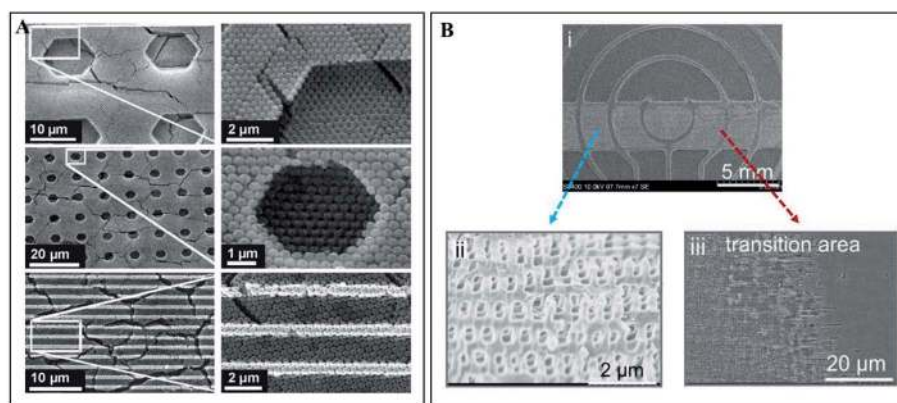 A
10 µm
2 µm
20 µm
1 µm
10 µm
2 µm
B
i
5 mm
ii
2 µm
iii
transition area
20 µm